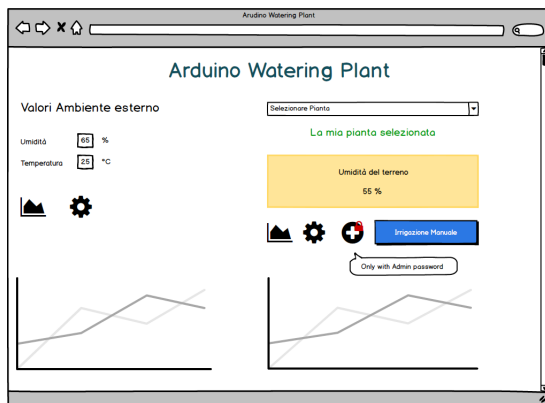 Arudino Watering Plant
Arduino Watering Plant
Valori Ambiente esterno
Umidità 65 %
Temperatura 25 °C
Selezionare Pianta
La mia pianta selezionata
Umidità del terreno
55 %
Irrigazione Manuale
Only with Admin password